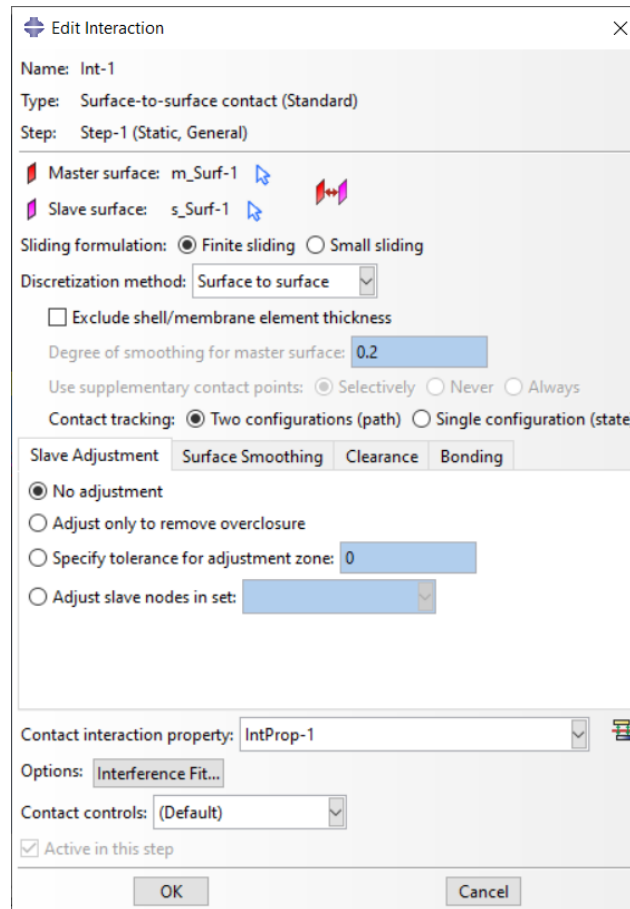 Edit Interaction
Name: Int-1
Type: Surface-to-surface contact (Standard)
Step: Step-1 (Static, General)
Master surface: m_Surf-1
Slave surface: s_Surf-1
Sliding formulation: Finite sliding Small sliding
Discretization method: Surface to surface
Exclude shell/membrane element thickness
Degree of smoothing for master surface: 0.2
Use supplementary contact points: Selectively Never Always
Contact tracking: Two configurations (path) Single configuration (state
Slave Adjustment Surface Smoothing Clearance Bonding
No adjustment
Adjust only to remove overclosure
Specify tolerance for adjustment zone: 0
Adjust slave nodes in set:
Contact interaction property: IntProp-1
Options: Interference Fit...
Contact controls: (Default)
Active in this step
OK Cancel